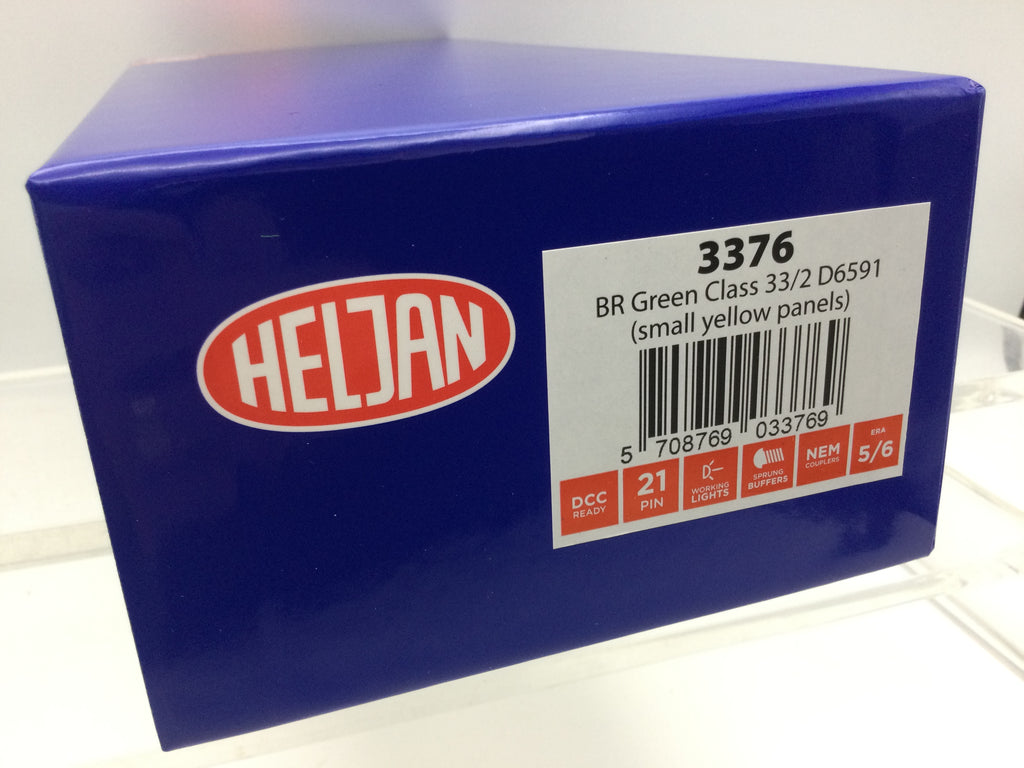 HELJAN
3376
BR Green Class 33/2 D6591
(small yellow panels)
5 708769 033769
DCC
READY
21
PIN
WORKING
LIGHTS
SPRUNG
BUFFERS
NEM
COUPLERS
ERA
5/6